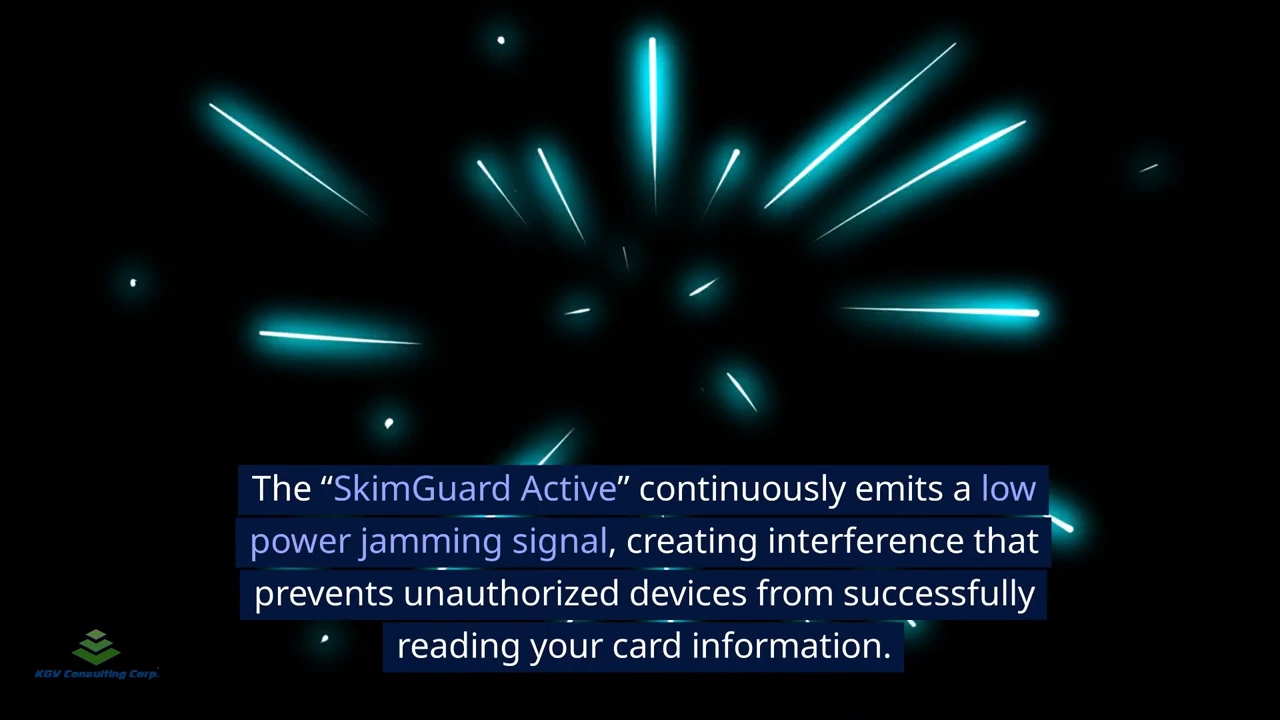 The “SkimGuard Active” continuously emits a low
power jamming signal, creating interference that
prevents unauthorized devices from successfully
reading your card information.
KGV Consulting Corp.